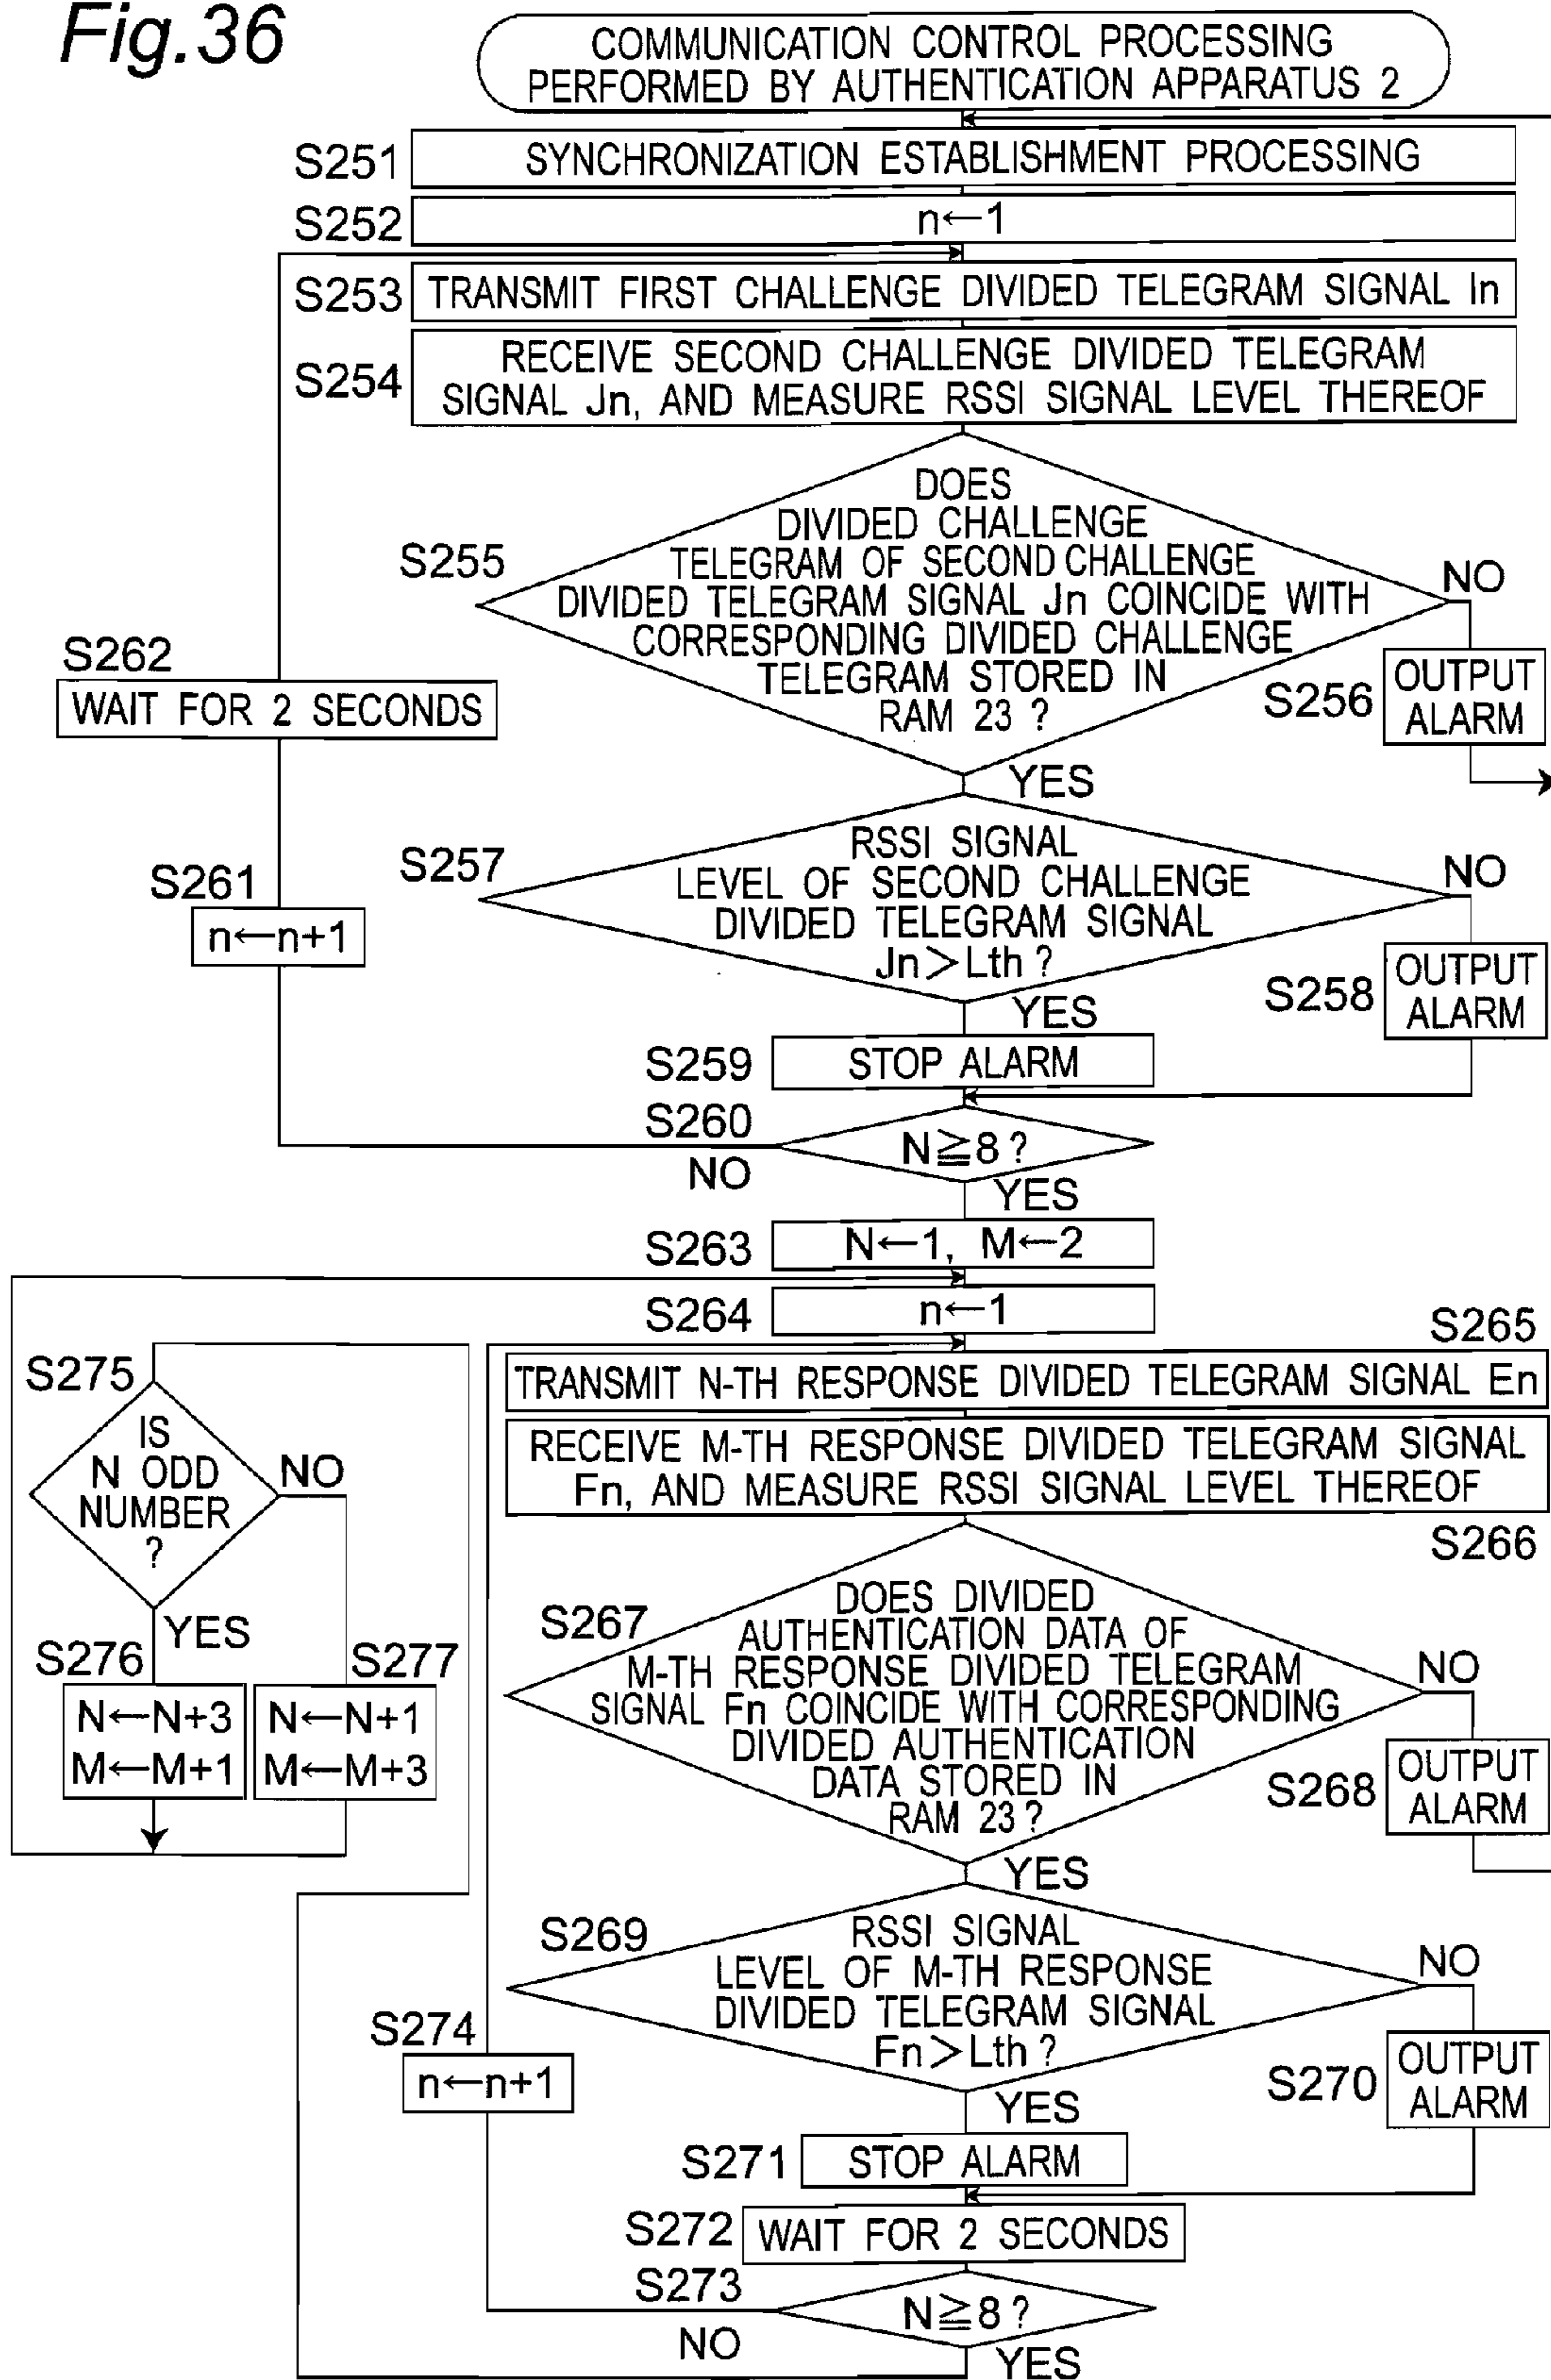 Fig.36
COMMUNICATION CONTROL PROCESSING
PERFORMED BY AUTHENTICATION APPARATUS 2
S251
SYNCHRONIZATION ESTABLISHMENT PROCESSING
S252
n←1
S253
TRANSMIT FIRST CHALLENGE DIVIDED TELEGRAM SIGNAL In
S254
RECEIVE SECOND CHALLENGE DIVIDED TELEGRAM
SIGNAL Jn, AND MEASURE RSSI SIGNAL LEVEL THEREOF
S255
DOES
DIVIDED CHALLENGE
TELEGRAM OF SECOND CHALLENGE
DIVIDED TELEGRAM SIGNAL Jn COINCIDE WITH
CORRESPONDING DIVIDED CHALLENGE
TELEGRAM STORED IN
RAM 23 ?
NO
S256
OUTPUT
ALARM
YES
S262
WAIT FOR 2 SECONDS
S257
RSSI SIGNAL
LEVEL OF SECOND CHALLENGE
DIVIDED TELEGRAM SIGNAL
Jn>Lth ?
NO
S258
OUTPUT
ALARM
YES
S261
n←n+1
S259
STOP ALARM
S260
N≧8 ?
NO
YES
S263
N←1, M←2
S264
n←1
S265
TRANSMIT N-TH RESPONSE DIVIDED TELEGRAM SIGNAL En
RECEIVE M-TH RESPONSE DIVIDED TELEGRAM SIGNAL
Fn, AND MEASURE RSSI SIGNAL LEVEL THEREOF
S266
S275
IS
N ODD
NUMBER
?
NO
YES
S276
N←N+3
M←M+1
S277
N←N+1
M←M+3
S267
DOES DIVIDED
AUTHENTICATION DATA OF
M-TH RESPONSE DIVIDED TELEGRAM
SIGNAL Fn COINCIDE WITH CORRESPONDING
DIVIDED AUTHENTICATION
DATA STORED IN
RAM 23 ?
NO
S268
OUTPUT
ALARM
YES
S269
RSSI SIGNAL
LEVEL OF M-TH RESPONSE
DIVIDED TELEGRAM SIGNAL
Fn>Lth ?
NO
S270
OUTPUT
ALARM
YES
S274
n←n+1
S271
STOP ALARM
S272
WAIT FOR 2 SECONDS
S273
N≧8 ?
NO
YES